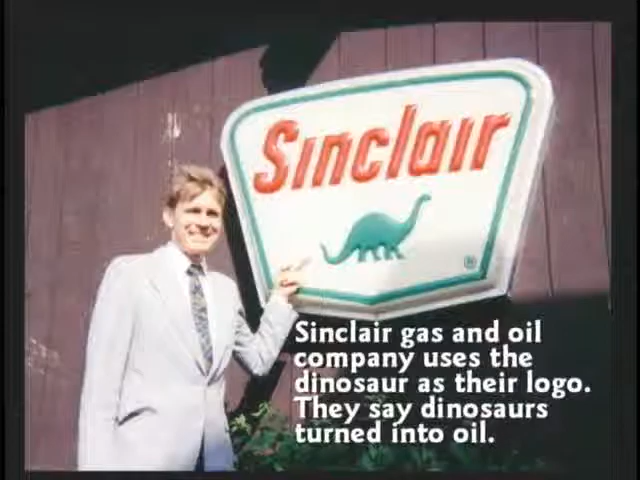 Sinclair
®
Sinclair gas and oil
company uses the
dinosaur as their logo.
They say dinosaurs
turned into oil.